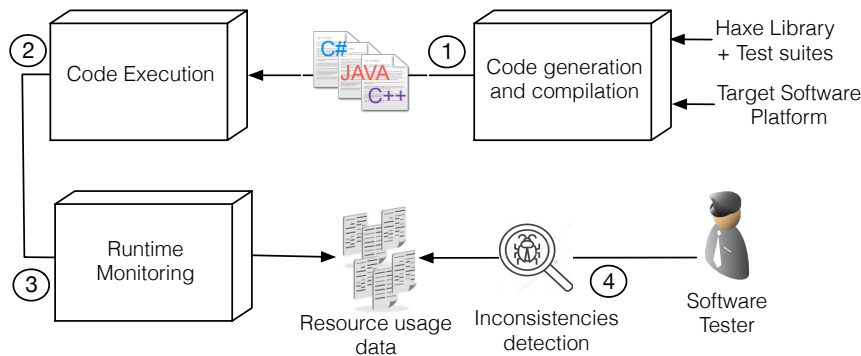 2
Code Execution
C#
JAVA
C++
1
Code generation
and compilation
Haxe Library
+ Test suites
Target Software
Platform
3
Runtime
Monitoring
Resource usage
data
Inconsistencies
detection
4
Software
Tester